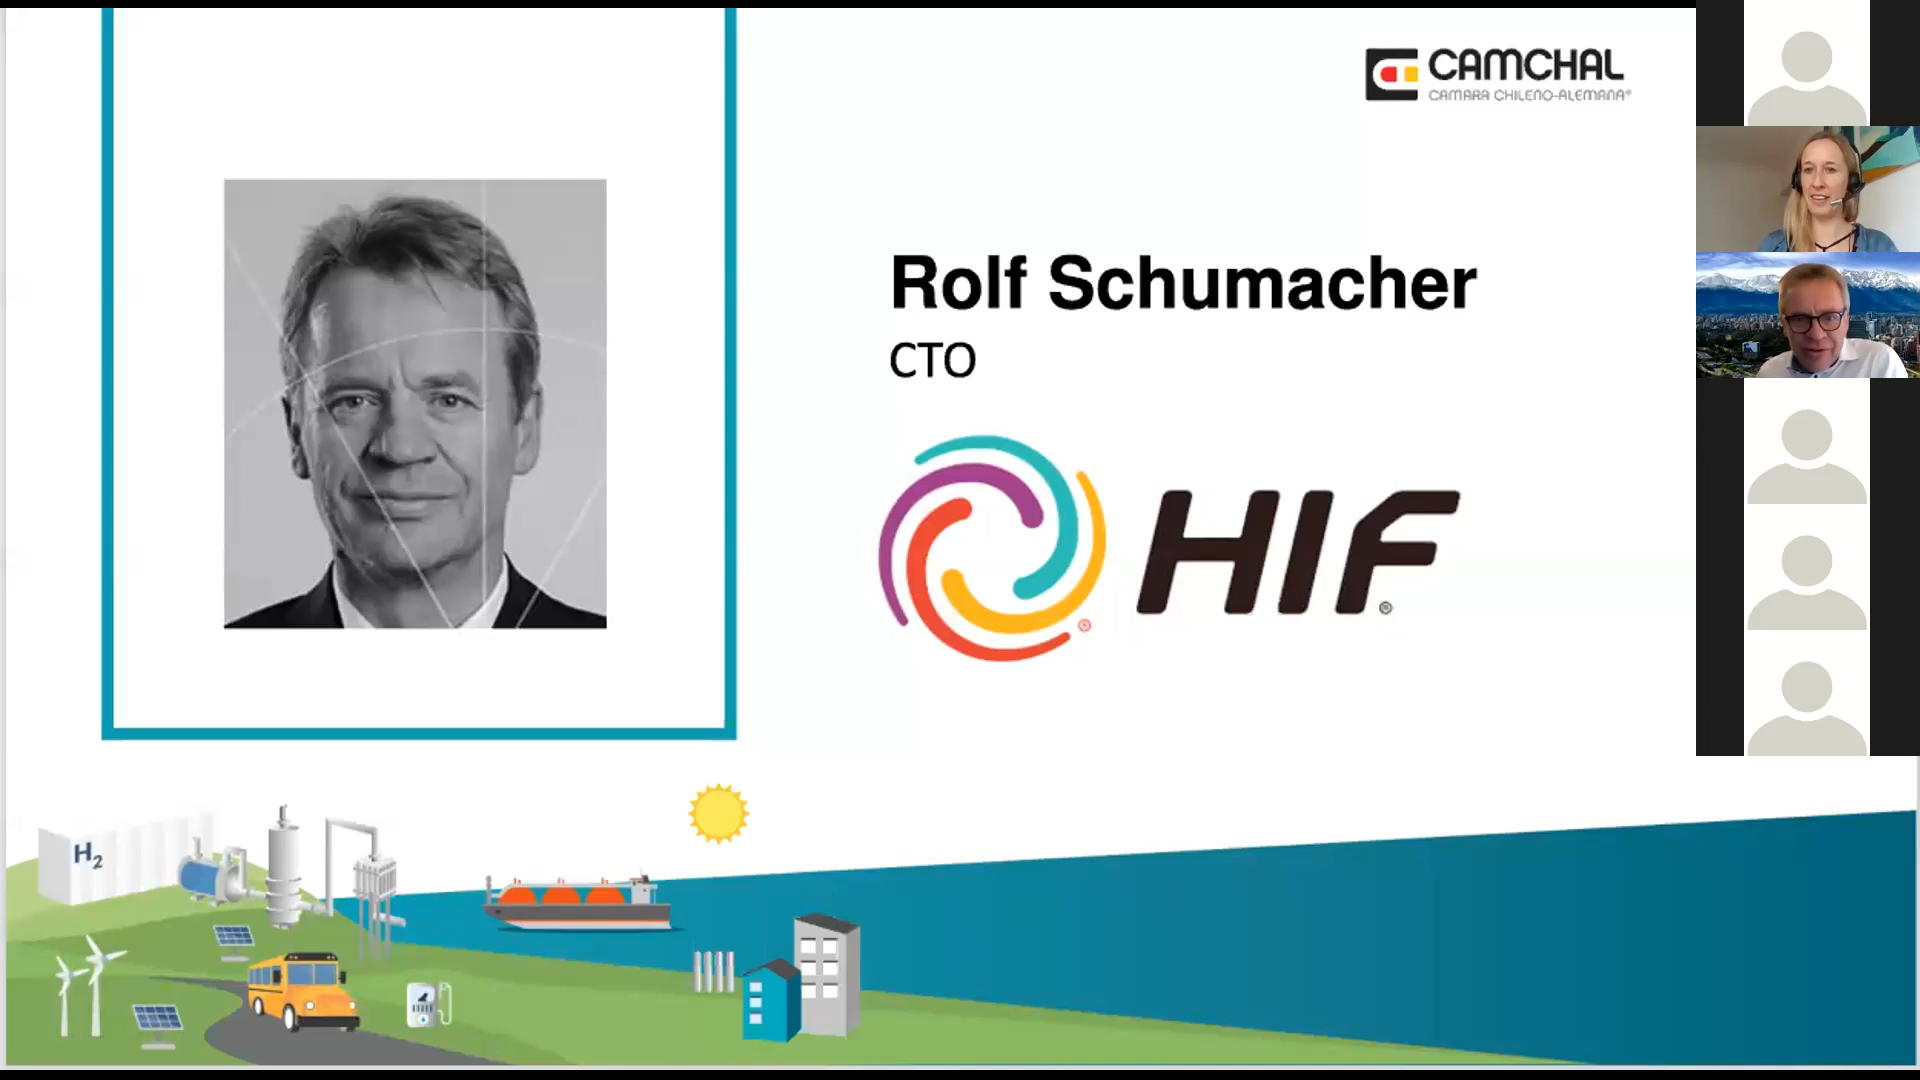 CAMCHAL
CAMARA CHILENO-ALEMANA®
Rolf Schumacher
CTO
HIF®
®
H2